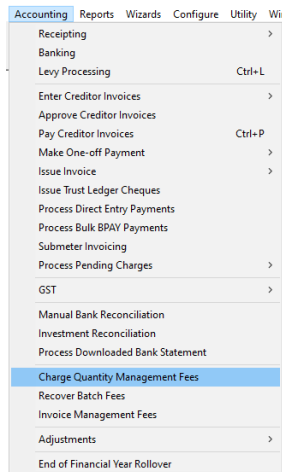 Accounting Reports Wizards Configure Utility
Receipting
Banking
Levy Processing Ctrl+L
Enter Creditor Invoices
Approve Creditor Invoices
Pay Creditor Invoices Ctrl+P
Make One-off Payment
Issue Invoice
Issue Trust Ledger Cheques
Process Direct Entry Payments
Process Bulk BPAY Payments
Submeter Invoicing
Process Pending Charges
GST
Manual Bank Reconciliation
Investment Reconciliation
Process Downloaded Bank Statement
Charge Quantity Management Fees
Recover Batch Fees
Invoice Management Fees
Adjustments
End of Financial Year Rollover